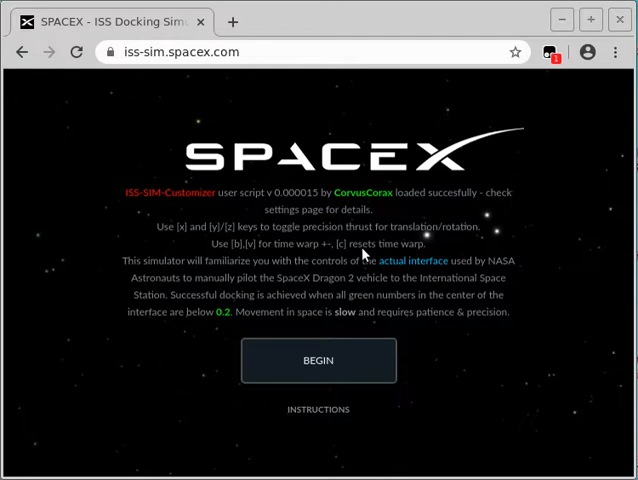 SPACEX - ISS Docking Simu
iss-sim.spacex.com
1
SPACEX
ISS-SIM-Customizer user script v 0.000015 by CorvusCorax loaded succesfully - check
settings page for details.
Use [x] and [y]/[z] keys to toggle precision thrust for translation/rotation.
Use [b],[v] for time warp +-, [c] resets time warp.
This simulator will familiarize you with the controls of the actual interface used by NASA
Astronauts to manually pilot the SpaceX Dragon 2 vehicle to the International Space
Station. Successful docking is achieved when all green numbers in the center of the
interface are below 0.2. Movement in space is slow and requires patience & precision.
BEGIN
INSTRUCTIONS